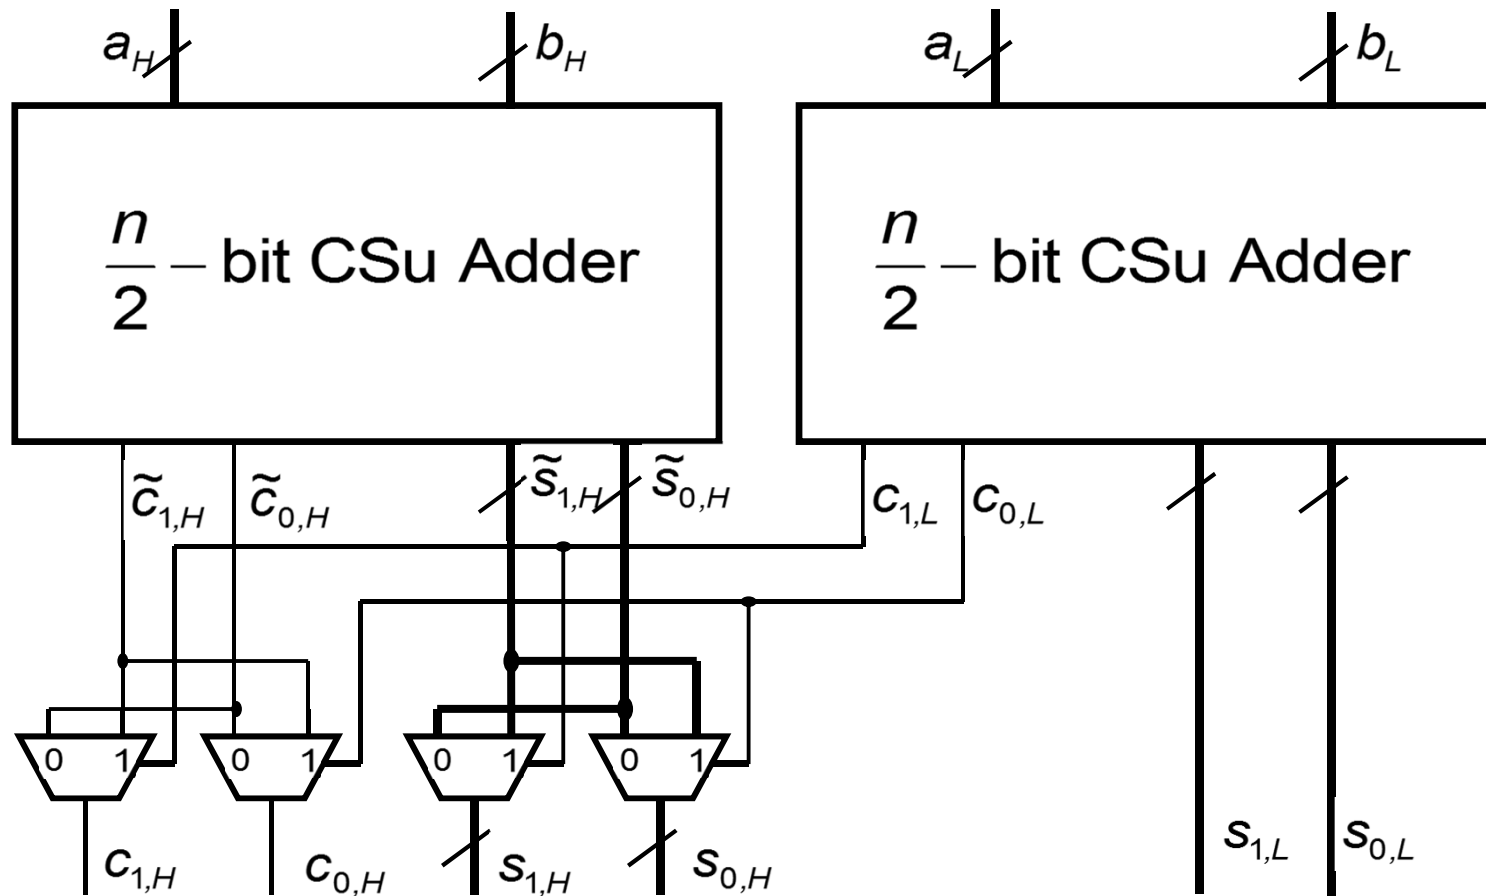 a_H b_H a_L b_L
n/2 – bit CSu Adder n/2 – bit CSu Adder
c̃_1,H c̃_0,H s̃_1,H s̃_0,H c_1,L c_0,L
0 1 0 1 0 1 0 1
c_1,H c_0,H s_1,H s_0,H s_1,L s_0,L